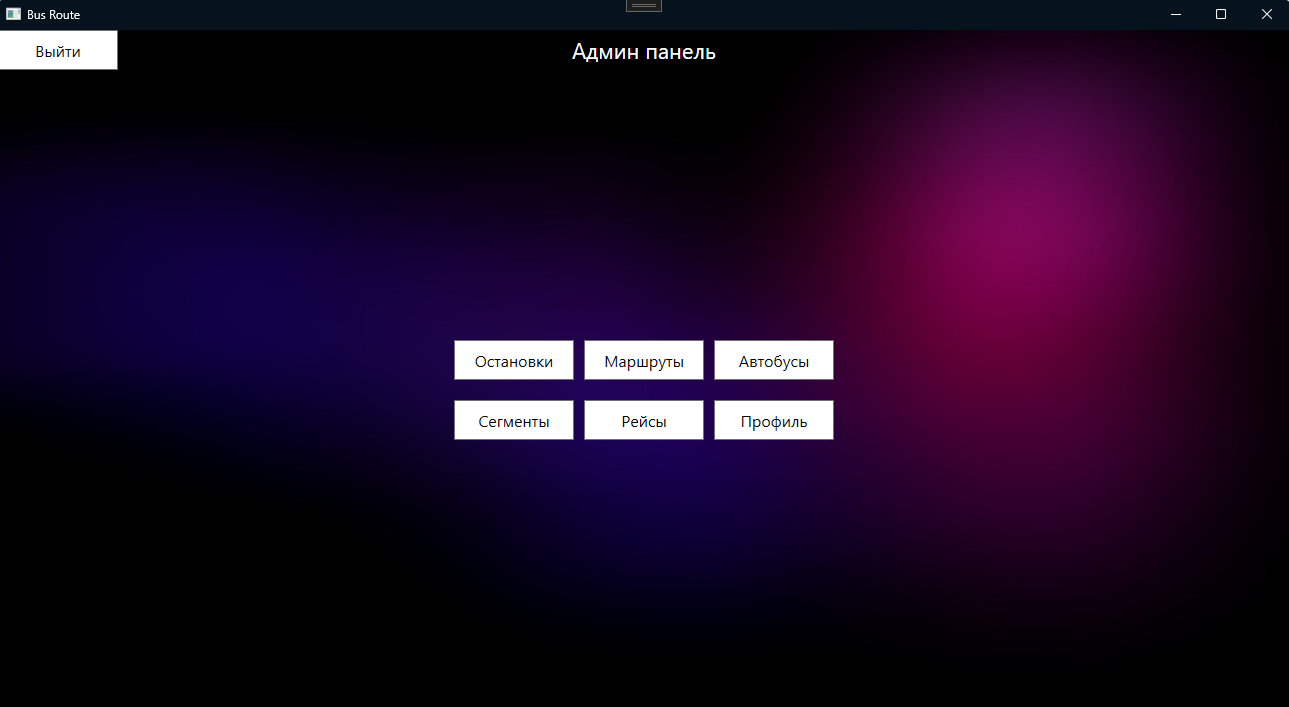 Bus Route
Выйти
Админ панель
Остановки
Маршруты
Автобусы
Сегменты
Рейсы
Профиль